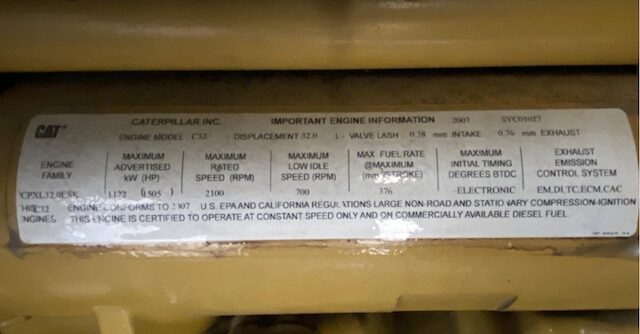 CAT CATERPILLAR INC. IMPORTANT ENGINE INFORMATION 2007 SYC01027
ENGINE MODEL C32 DISPLACEMENT 32.0 L VALVE LASH 0.38 mm INTAKE 0.76 mm EXHAUST
ENGINE FAMILY MAXIMUM ADVERTISED kW (HP) MAXIMUM RATED SPEED (RPM) MAXIMUM LOW IDLE SPEED (RPM) MAX FUEL RATE @MAXIMUM (mm³/STROKE) MAXIMUM INITIAL TIMING DEGREES BTDC EXHAUST EMISSION CONTROL SYSTEM
CPXL32.0ESK 1122 (1505) 2100 700 376 ELECTRONIC EM,DI,TC,ECM,CAC
ENGINE CONFORMS TO 2007 U.S. EPA AND CALIFORNIA REGULATIONS LARGE NON-ROAD AND STATIONARY COMPRESSION-IGNITION
ENGINES THIS ENGINE IS CERTIFIED TO OPERATE AT CONSTANT SPEED ONLY AND ON COMMERCIALLY AVAILABLE DIESEL FUEL